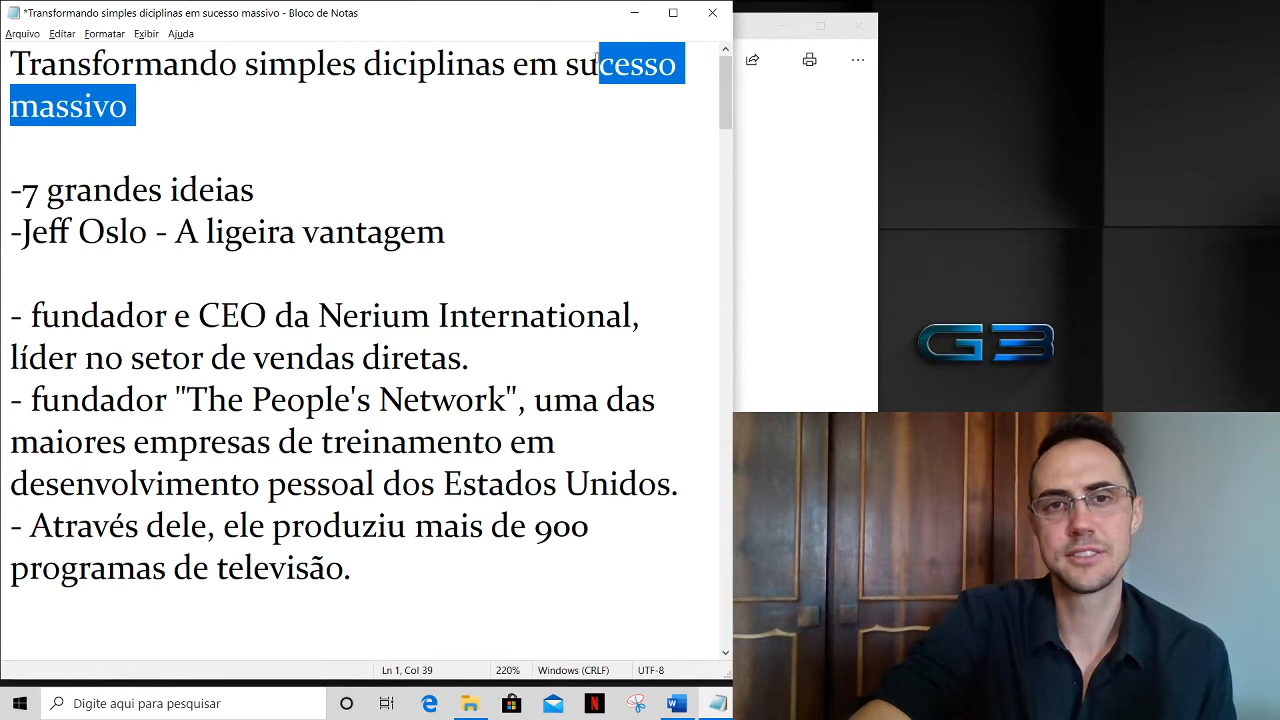 *Transformando simples diciplinas em sucesso massivo - Bloco de Notas
Arquivo Editar Formatar Exibir Ajuda
Transformando simples diciplinas em sucesso
massivo
-7 grandes ideias
-Jeff Oslo - A ligeira vantagem
- fundador e CEO da Nerium International,
líder no setor de vendas diretas.
- fundador "The People's Network", uma das
maiores empresas de treinamento em
desenvolvimento pessoal dos Estados Unidos.
- Através dele, ele produziu mais de 900
programas de televisão.
G3
Ln 1, Col 39 220% Windows (CRLF) UTF-8
Digite aqui para pesquisar